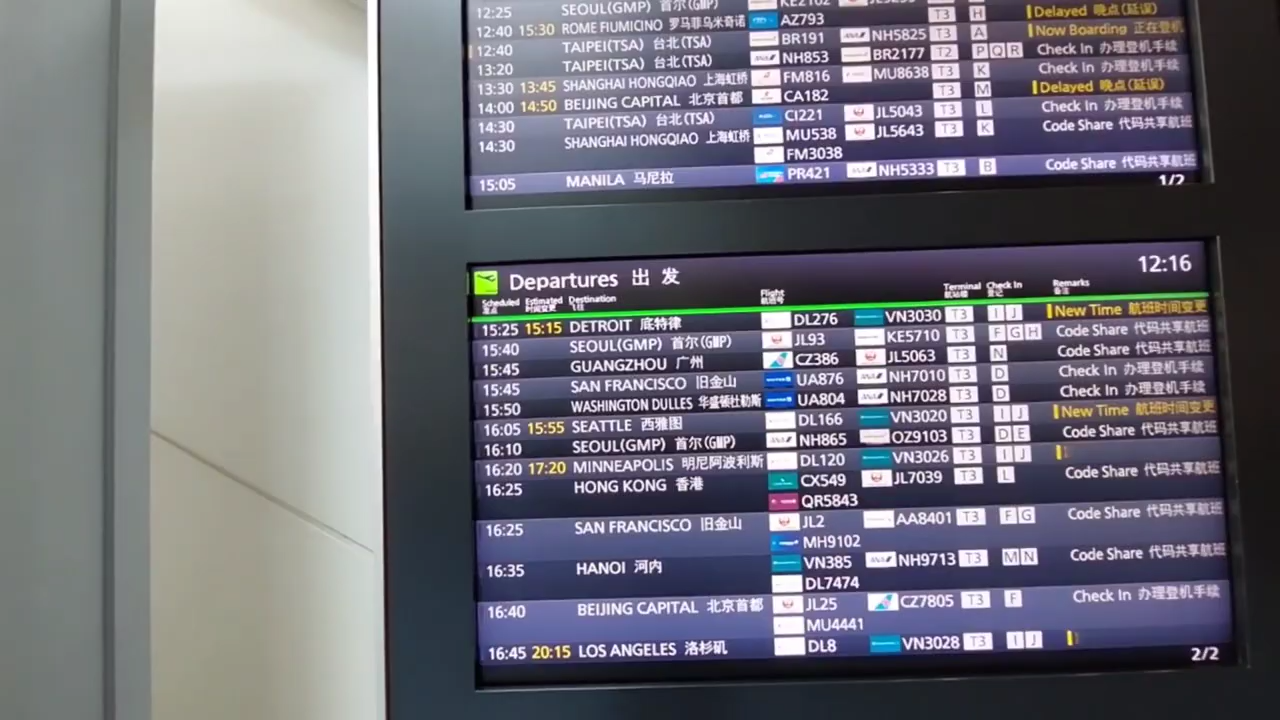 12:25 SEOUL(GMP) 首尔(GMP) KE2102
12:40 15:30 ROME FIUMICINO 罗马菲乌米奇诺 AZ793 T3 H Delayed 晚点(延误)
12:40 TAIPEI(TSA) 台北(TSA) BR191 NH5825 T3 A Now Boarding 正在登机
13:20 TAIPEI(TSA) 台北(TSA) NH853 BR2177 T2 P Q R Check In 办理登机手续
13:30 13:45 SHANGHAI HONGQIAO 上海虹桥 FM816 MU8638 T3 K Check In 办理登机手续
14:00 14:50 BEIJING CAPITAL 北京首都 CA182 T3 M Delayed 晚点(延误)
14:30 TAIPEI(TSA) 台北(TSA) CI221 JL5043 T3 L Check In 办理登机手续
14:30 SHANGHAI HONGQIAO 上海虹桥 MU538 JL5643 T3 K Code Share 代码共享航班
FM3038
15:05 MANILA 马尼拉 PR421 NH5333 T3 B Code Share 代码共享航班
1/2
Departures 出发 12:16
Scheduled Estimated Destination Flight Terminal Check In Remarks
时间变更 航班号 航站楼 登记 备注
15:25 15:15 DETROIT 底特律 DL276 VN3030 T3 I J New Time 航班时间变更
15:40 SEOUL(GMP) 首尔(GMP) JL93 KE5710 T3 F G H Code Share 代码共享航班
15:45 GUANGZHOU 广州 CZ386 JL5063 T3 N Code Share 代码共享航班
15:45 SAN FRANCISCO 旧金山 UA876 NH7010 T3 D Check In 办理登机手续
15:50 WASHINGTON DULLES 华盛顿杜勒斯 UA804 NH7028 T3 D Check In 办理登机手续
16:05 15:55 SEATTLE 西雅图 DL166 VN3020 T3 I J New Time 航班时间变更
16:10 SEOUL(GMP) 首尔(GMP) NH865 OZ9103 T3 D E Code Share 代码共享航班
16:20 17:20 MINNEAPOLIS 明尼阿波利斯 DL120 VN3026 T3 I J
16:25 HONG KONG 香港 CX549 JL7039 T3 L Code Share 代码共享航班
QR5843
16:25 SAN FRANCISCO 旧金山 JL2 AA8401 T3 F G Code Share 代码共享航班
MH9102
16:35 HANOI 河内 VN385 NH9713 T3 M N Code Share 代码共享航班
DL7474
16:40 BEIJING CAPITAL 北京首都 JL25 CZ7805 T3 F Check In 办理登机手续
MU4441
16:45 20:15 LOS ANGELES 洛杉矶 DL8 VN3028 T3 I J
2/2